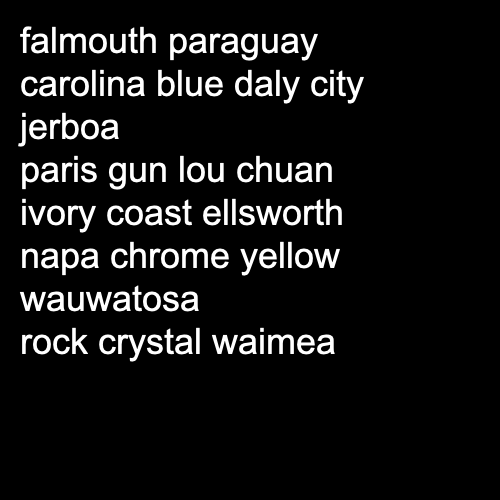 falmouth paraguay
carolina blue daly city
jerboa
paris gun lou chuan
ivory coast ellsworth
napa chrome yellow
wauwatosa
rock crystal waimea